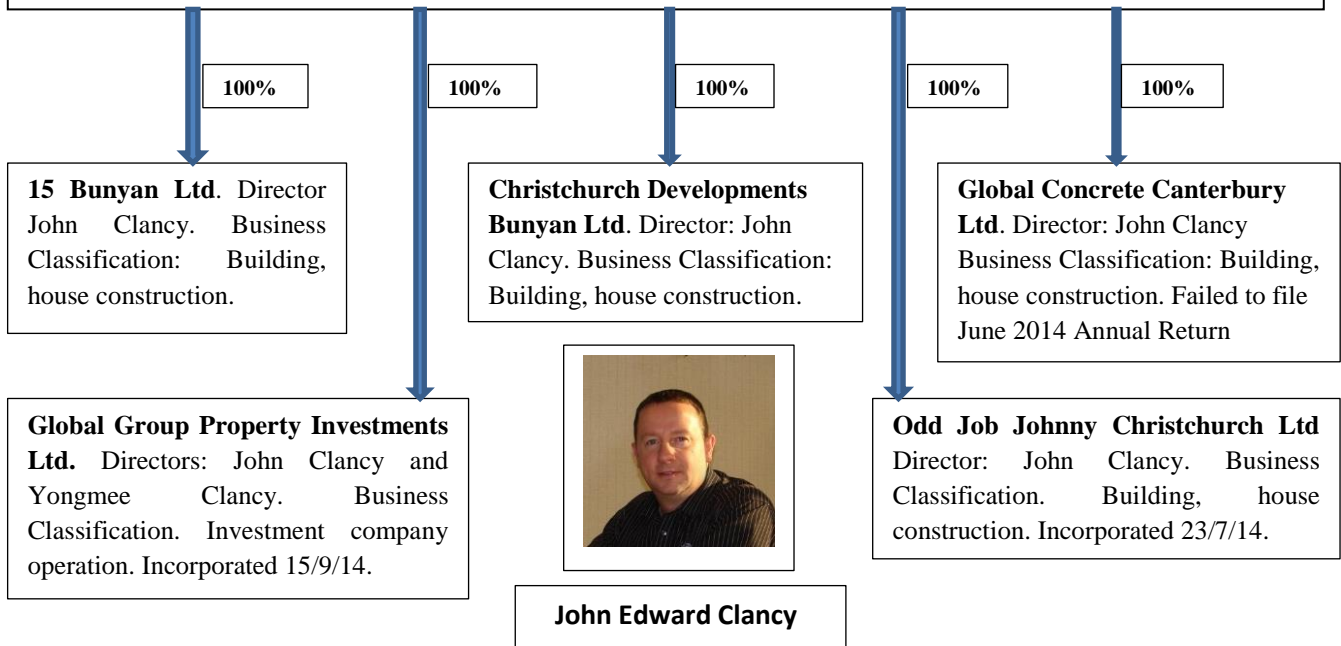 100%
100%
100%
100%
100%
15 Bunyan Ltd. Director
John Clancy. Business
Classification: Building,
house construction.
Christchurch Developments
Bunyan Ltd. Director: John
Clancy. Business Classification:
Building, house construction.
Global Concrete Canterbury
Ltd. Director: John Clancy
Business Classification: Building,
house construction. Failed to file
June 2014 Annual Return
Global Group Property Investments
Ltd. Directors: John Clancy and
Yongmee Clancy. Business
Classification. Investment company
operation. Incorporated 15/9/14.
Odd Job Johnny Christchurch Ltd
Director: John Clancy. Business
Classification. Building, house
construction. Incorporated 23/7/14.
John Edward Clancy